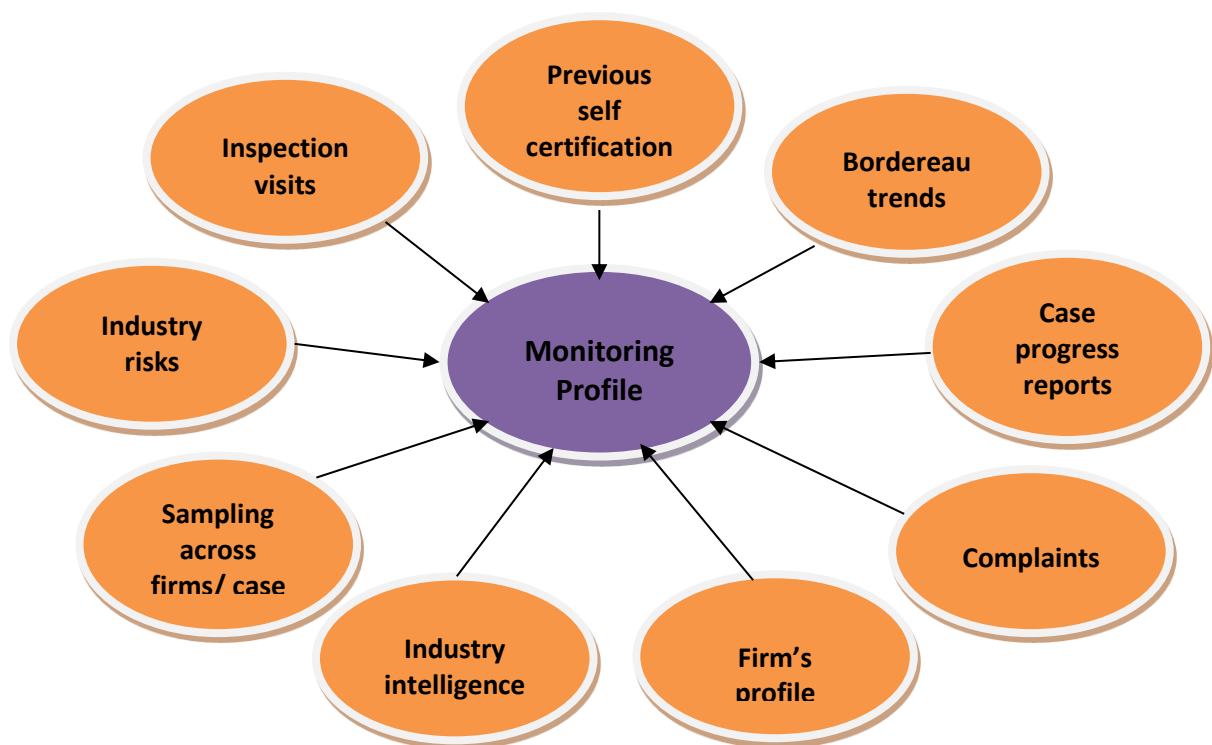 Previous
self
certification
Inspection
visits
Bordereau
trends
Industry
risks
Monitoring
Profile
Case
progress
reports
Sampling
across
firms/ case
Complaints
Industry
intelligence
Firm’s
profile